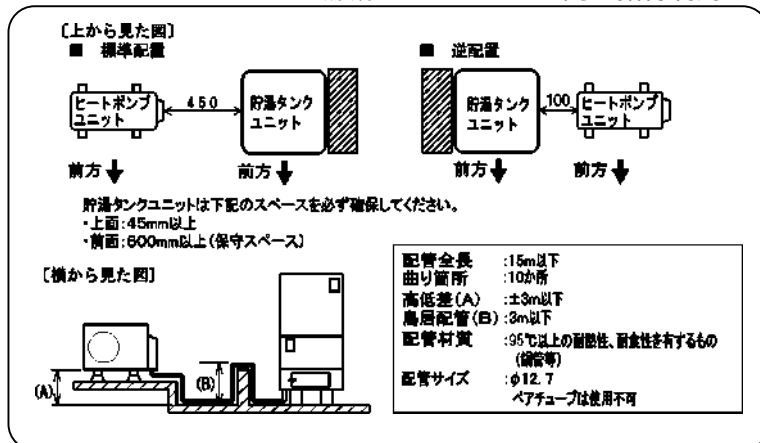 〔上から見た図〕
■ 標準配置
■ 逆配置
ヒートポンプ
ユニット
450
貯湯タンク
ユニット
貯湯タンク
ユニット
100
ヒートポンプ
ユニット
前方
前方
前方
前方
貯湯タンクユニットは下記のスペースを必ず確保してください。
・上面:45mm以上
・前面:600mm以上(保守スペース)
〔横から見た図〕
(A)
(B)
配管全長 :15m以下
曲り箇所 :10か所
高低差(A) :±3m以下
鳥居配管(B) :3m以下
配管材質 :95℃以上の耐熱性、耐食性を有するもの
(銅管等)
配管サイズ :φ12.7
ペアチューブは使用不可